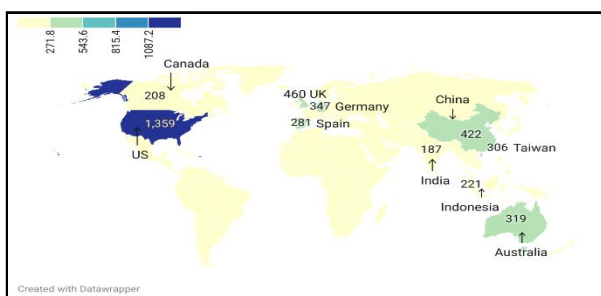 271.8
543.6
815.4
1087.2
Canada
208
460 UK
347 Germany
281 Spain
1,359
US
China
422
306 Taiwan
187
India
221
Indonesia
319
Australia
Created with Datawrapper